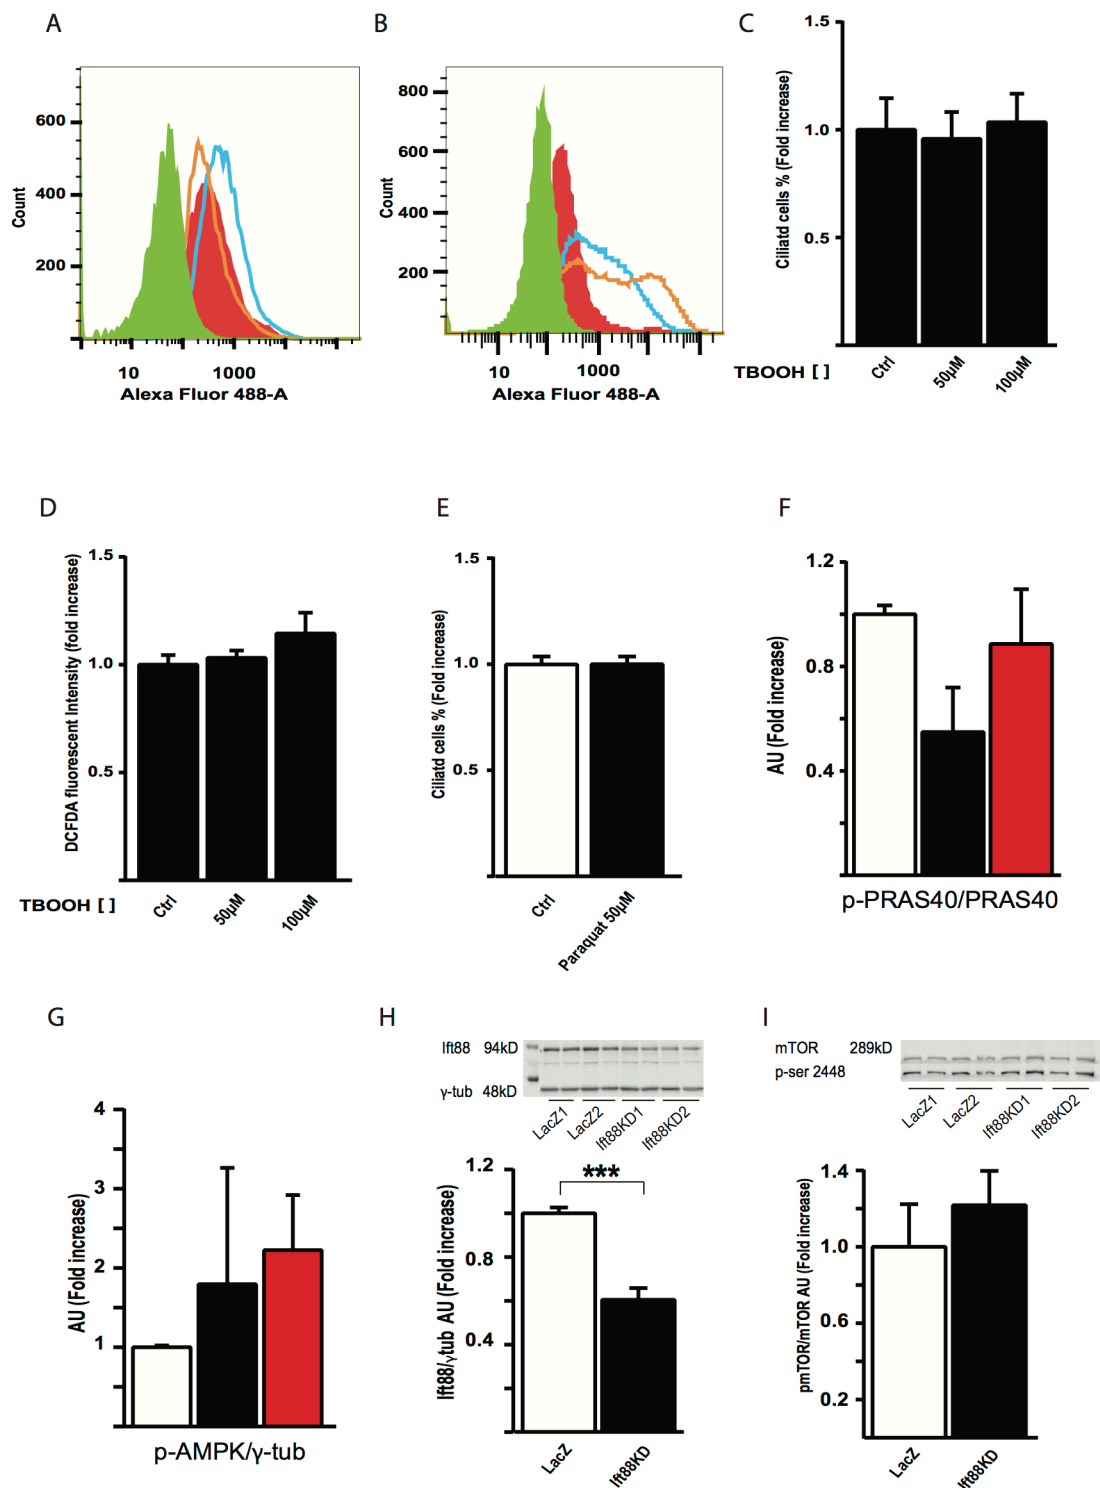 A
600
400
200
Count
10 1000
Alexa Fluor 488-A
B
800
600
400
200
Count
10 1000
Alexa Fluor 488-A
C
1.5
1.0
0.5
Ciliatd cells % (Fold increase)
TBOOH [ ]
Ctrl
50µM
100µM
D
1.5
1.0
0.5
DCFDA fluorescent Intensity (fold increase)
TBOOH [ ]
Ctrl
50µM
100µM
E
1.5
1.0
0.5
Ciliatd cells % (Fold increase)
Ctrl
Paraquat 50µM
F
1.2
0.8
0.4
AU (Fold increase)
p-PRAS40/PRAS40
G
4
3
2
1
AU (Fold increase)
p-AMPK/γ-tub
H
Ift88 94kD
γ-tub 48kD
LacZ1
LacZ2
Ift88KD1
Ift88KD2
1.2
0.8
0.4
***
Ift88/γtub AU (Fold increase)
LacZ
Ift88KD
I
mTOR 289kD
p-ser 2448
LacZ1
LacZ2
Ift88KD1
Ift88KD2
1.4
1.0
0.6
0.2
pmTOR/mTOR AU (Fold increase)
LacZ
Ift88KD